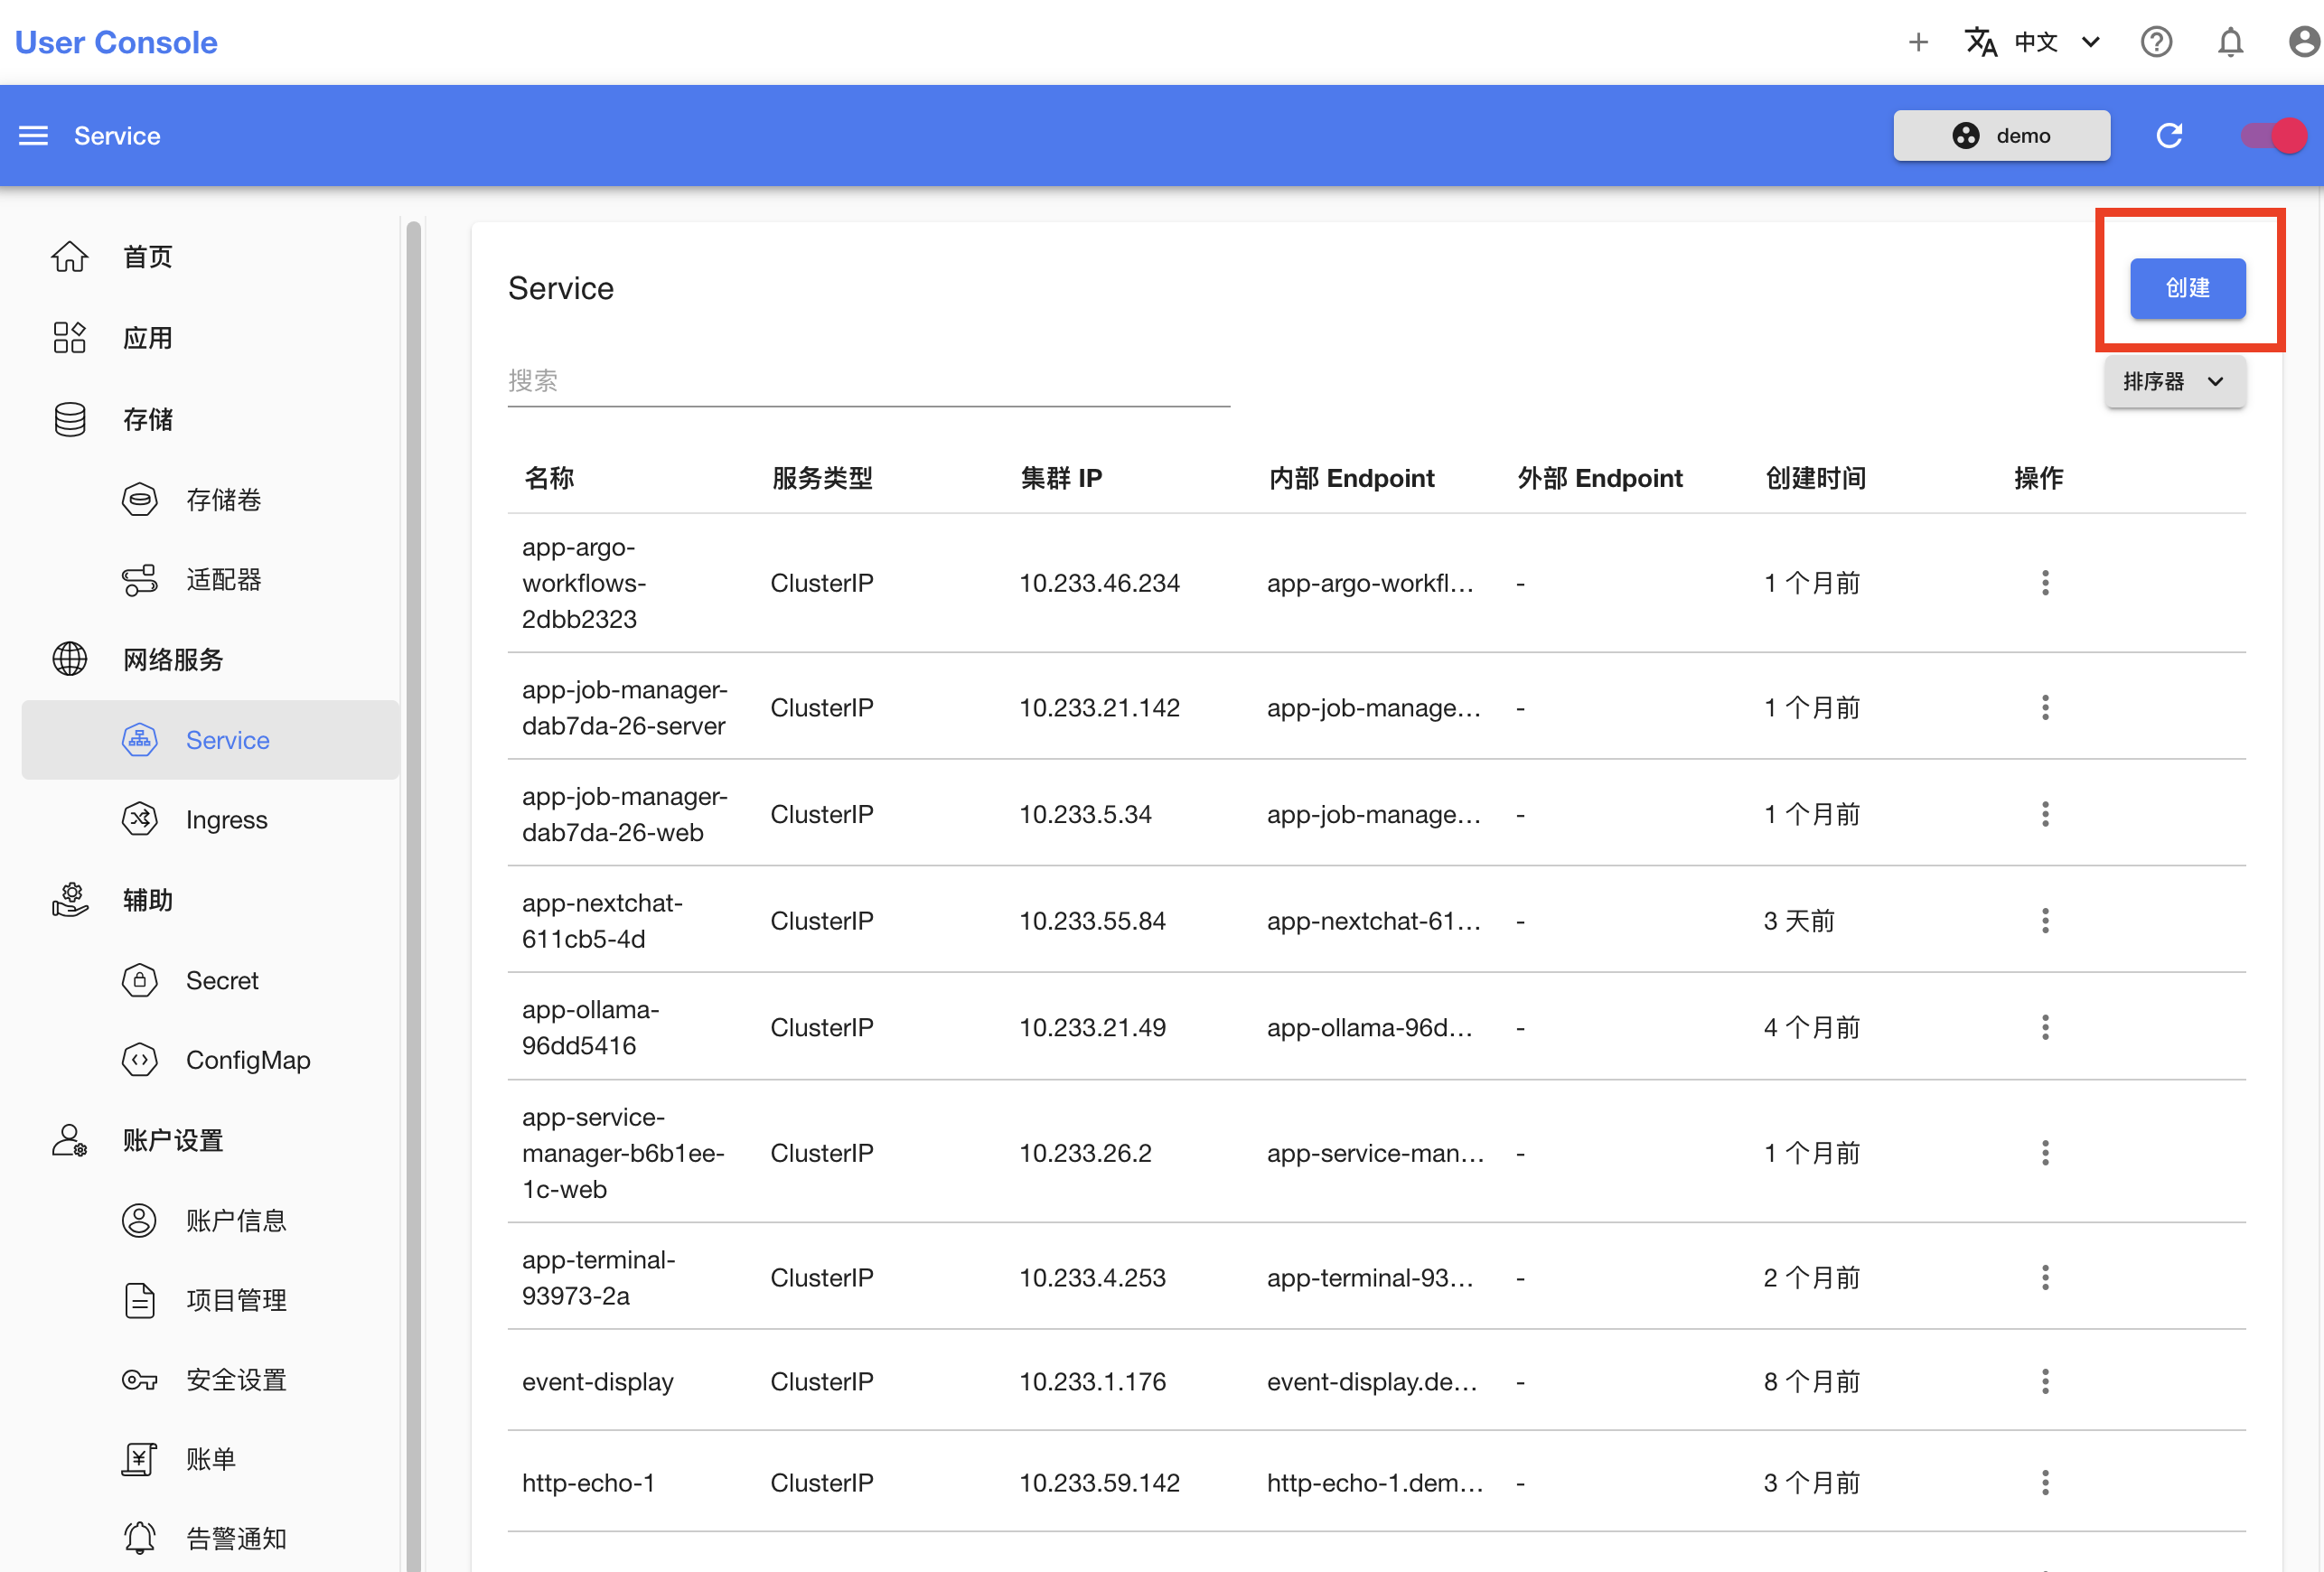 User Console
中文
Service
demo
首页
应用
存储
存储卷
适配器
网络服务
Service
Ingress
辅助
Secret
ConfigMap
账户设置
账户信息
项目管理
安全设置
账单
告警通知
Service
创建
搜索
排序器
名称 服务类型 集群 IP 内部 Endpoint 外部 Endpoint 创建时间 操作
app-argo-
workflows-
2dbb2323
ClusterIP 10.233.46.234 app-argo-workfl... - 1 个月前
app-job-manager-
dab7da-26-server
ClusterIP 10.233.21.142 app-job-manage... - 1 个月前
app-job-manager-
dab7da-26-web
ClusterIP 10.233.5.34 app-job-manage... - 1 个月前
app-nextchat-
611cb5-4d
ClusterIP 10.233.55.84 app-nextchat-61... - 3 天前
app-ollama-
96dd5416
ClusterIP 10.233.21.49 app-ollama-96d... - 4 个月前
app-service-
manager-b6b1ee-
1c-web
ClusterIP 10.233.26.2 app-service-man... - 1 个月前
app-terminal-
93973-2a
ClusterIP 10.233.4.253 app-terminal-93... - 2 个月前
event-display ClusterIP 10.233.1.176 event-display.de... - 8 个月前
http-echo-1 ClusterIP 10.233.59.142 http-echo-1.dem... - 3 个月前